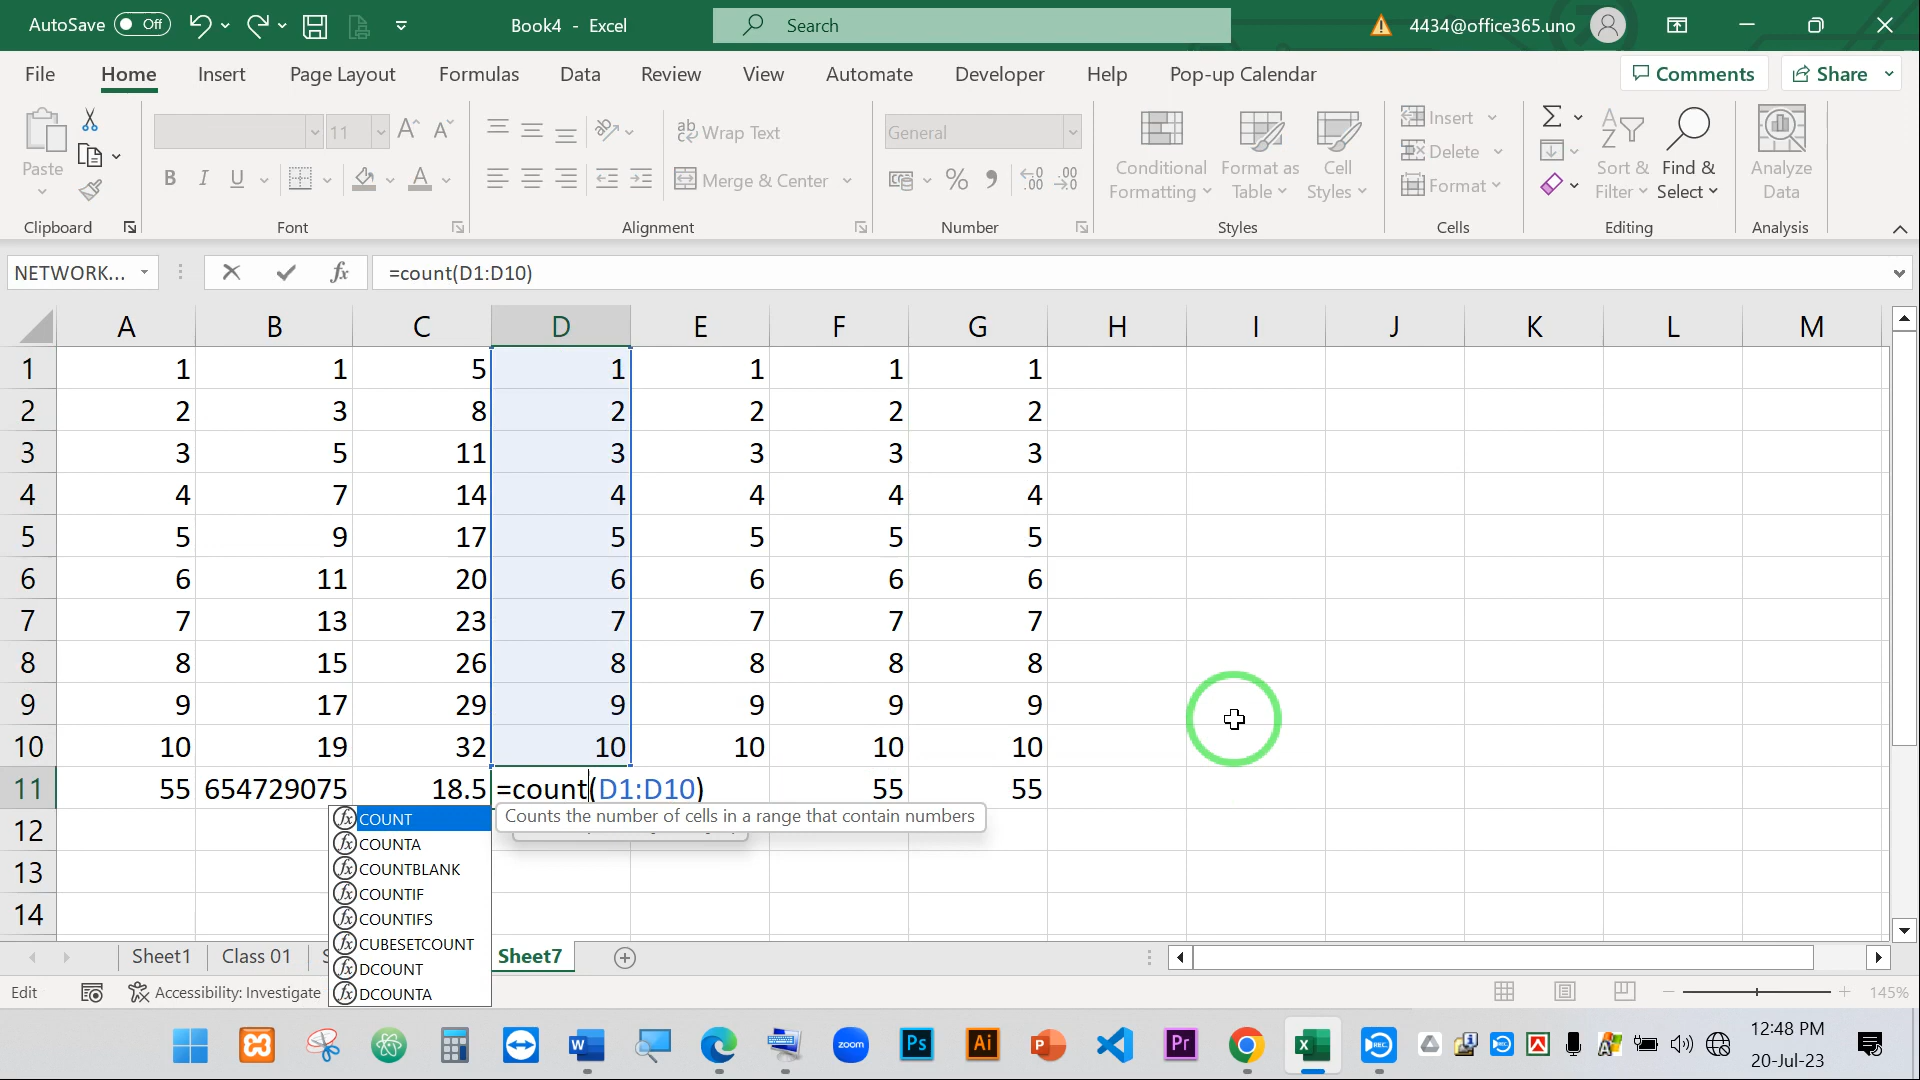 AutoSave Off Book4 - Excel Search 4434@office365.uno
File Home Insert Page Layout Formulas Data Review View Automate Developer Help Pop-up Calendar Comments Share
Paste 11 Wrap Text General Conditional Formatting Format as Table Cell Styles Insert Sort & Filter Find & Select Analyze Data
B I U Merge & Center Delete
Format
Clipboard Font Alignment Number Styles Cells Editing Analysis
NETWORK... fx =count(D1:D10)
A B C D E F G H I J K L M
1 1 1 5 1 1 1 1
2 2 3 8 2 2 2 2
3 3 5 11 3 3 3 3
4 4 7 14 4 4 4 4
5 5 9 17 5 5 5 5
6 6 11 20 6 6 6 6
7 7 13 23 7 7 7 7
8 8 15 26 8 8 8 8
9 9 17 29 9 9 9 9
10 10 19 32 10 10 10 10
11 55 654729075 18.5 =count(D1:D10) 55 55
COUNT Counts the number of cells in a range that contain numbers
12
COUNTA
COUNTBLANK
13
COUNTIF
14 COUNTIFS
CUBESETCOUNT
DCOUNT
DCOUNTA
Sheet1 Class 01 Sheet7
Edit Accessibility: Investigate 145%
zoom Ps Ai P Pr X REC 12:48 PM
20-Jul-23